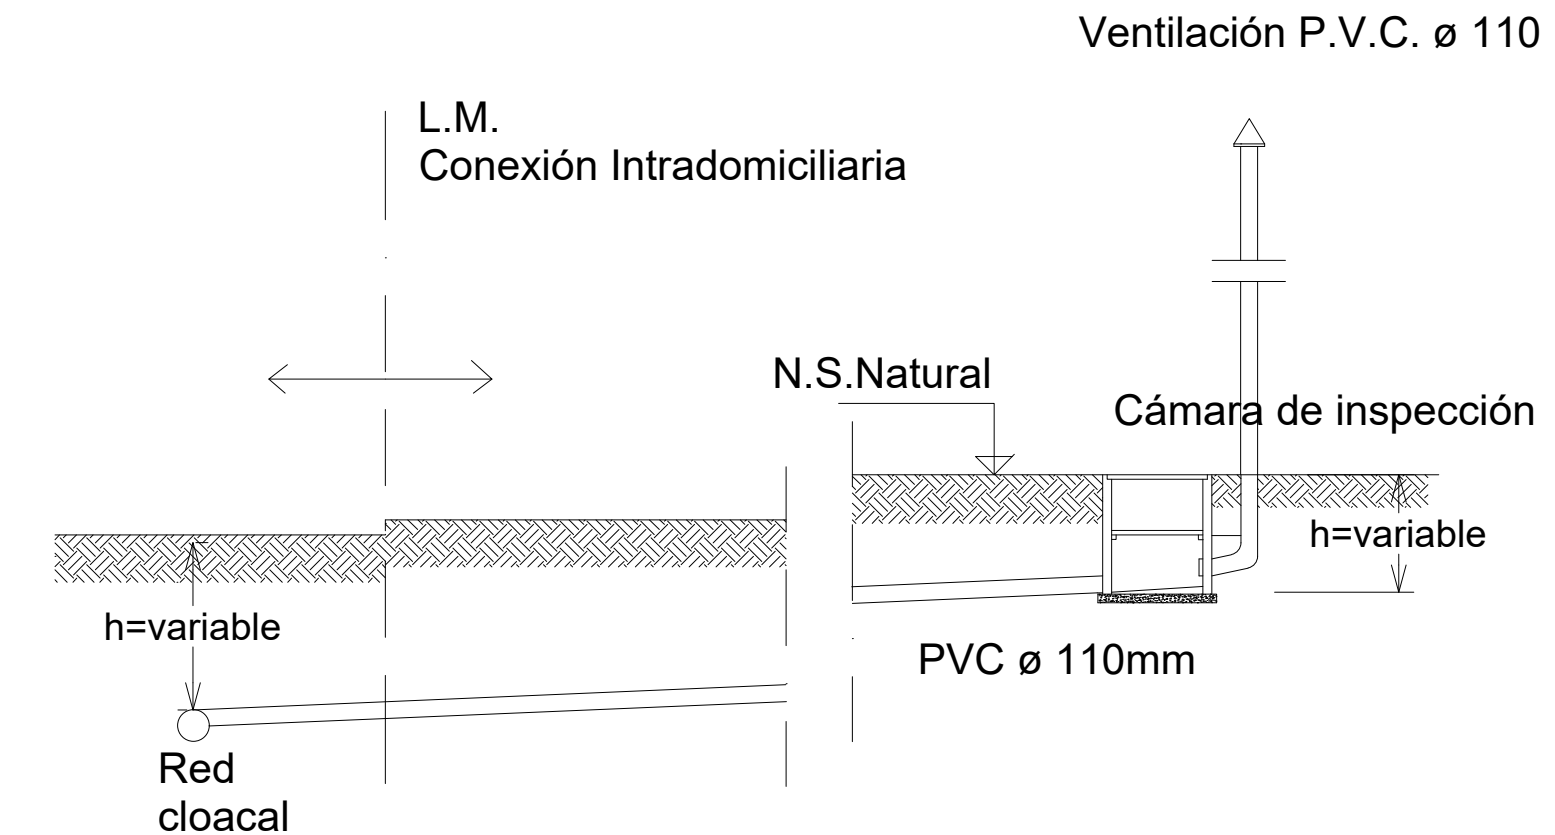 Ventilación P.V.C. ø 110
L.M.
Conexión Intradomiciliaria
N.S.Natural
Cámara de inspección
h=variable
h=variable
PVC ø 110mm
Red
cloacal